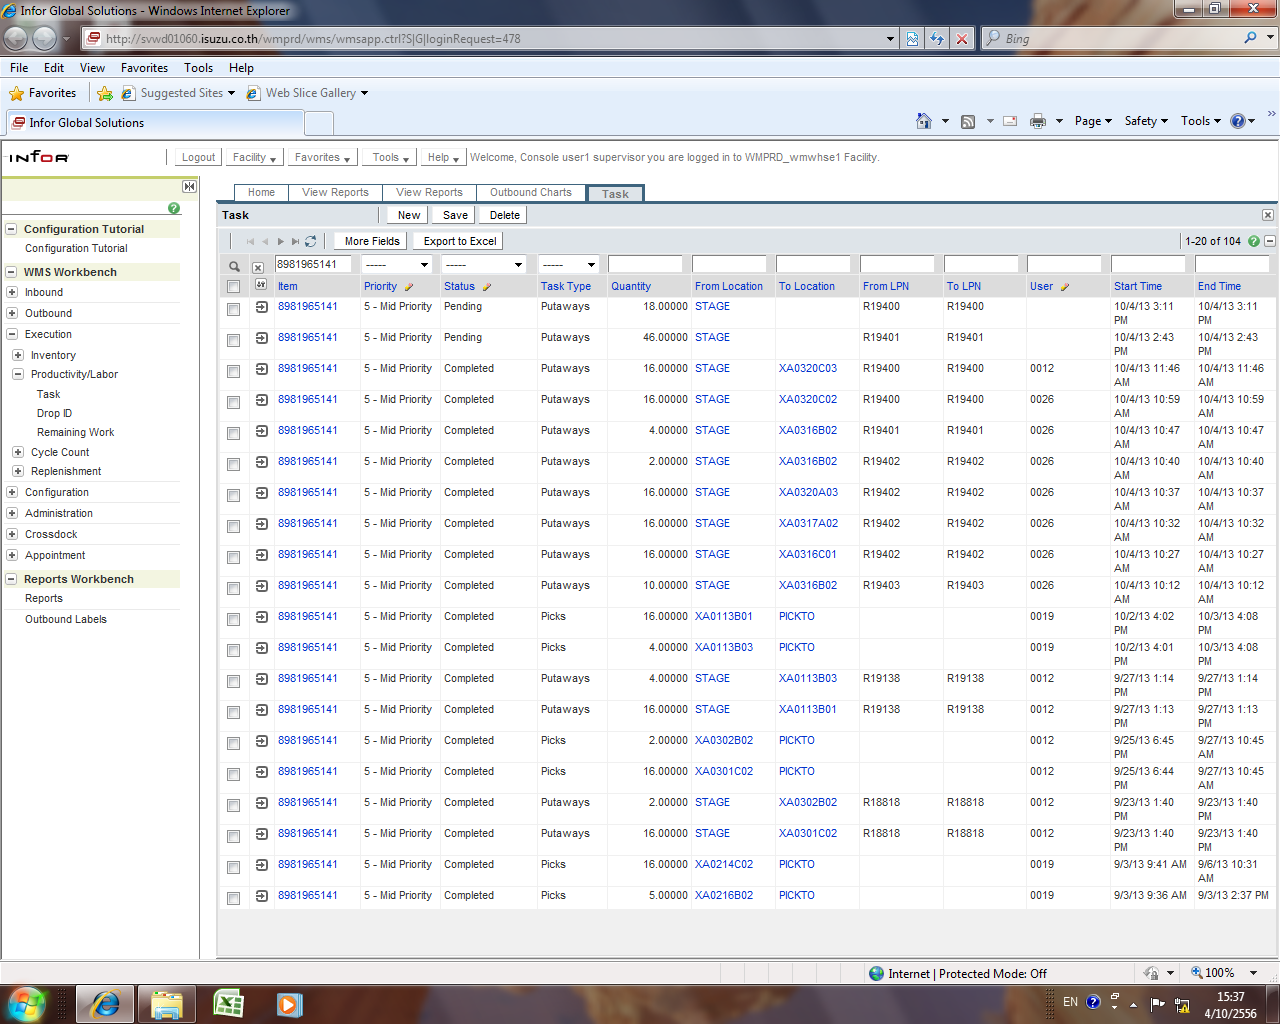 Infor Global Solutions - Windows Internet Explorer
http://svwd01060.isuzu.co.th/wmprd/wms/wmsapp.ctrl?S|G|loginRequest=478
Bing
File Edit View Favorites Tools Help
Favorites Suggested Sites Web Slice Gallery
Infor Global Solutions
Page Safety Tools
INFOR
Logout Facility Favorites Tools Help Welcome, Console user1 supervisor you are logged in to WMPRD_wmwhse1 Facility.
Home View Reports View Reports Outbound Charts Task
Task New Save Delete
More Fields Export to Excel 1-20 of 104
Configuration Tutorial
Configuration Tutorial
WMS Workbench
Inbound
Outbound
Execution
Inventory
Productivity/Labor
Task
Drop ID
Remaining Work
Cycle Count
Replenishment
Configuration
Administration
Crossdock
Appointment
Reports Workbench
Reports
Outbound Labels
8981965141 ----- ----- -----
Item Priority Status Task Type Quantity From Location To Location From LPN To LPN User Start Time End Time
8981965141 5 - Mid Priority Pending Putaways 18.00000 STAGE R19400 R19400 10/4/13 3:11 PM 10/4/13 3:11 PM
8981965141 5 - Mid Priority Pending Putaways 46.00000 STAGE R19401 R19401 10/4/13 2:43 PM 10/4/13 2:43 PM
8981965141 5 - Mid Priority Completed Putaways 16.00000 STAGE XA0320C03 R19400 R19400 0012 10/4/13 11:46 AM 10/4/13 11:46 AM
8981965141 5 - Mid Priority Completed Putaways 16.00000 STAGE XA0320C02 R19400 R19400 0026 10/4/13 10:59 AM 10/4/13 10:59 AM
8981965141 5 - Mid Priority Completed Putaways 4.00000 STAGE XA0316B02 R19401 R19401 0026 10/4/13 10:47 AM 10/4/13 10:47 AM
8981965141 5 - Mid Priority Completed Putaways 2.00000 STAGE XA0316B02 R19402 R19402 0026 10/4/13 10:40 AM 10/4/13 10:40 AM
8981965141 5 - Mid Priority Completed Putaways 16.00000 STAGE XA0320A03 R19402 R19402 0026 10/4/13 10:37 AM 10/4/13 10:37 AM
8981965141 5 - Mid Priority Completed Putaways 16.00000 STAGE XA0317A02 R19402 R19402 0026 10/4/13 10:32 AM 10/4/13 10:32 AM
8981965141 5 - Mid Priority Completed Putaways 16.00000 STAGE XA0316C01 R19402 R19402 0026 10/4/13 10:27 AM 10/4/13 10:27 AM
8981965141 5 - Mid Priority Completed Putaways 10.00000 STAGE XA0316B02 R19403 R19403 0026 10/4/13 10:12 AM 10/4/13 10:12 AM
8981965141 5 - Mid Priority Completed Picks 16.00000 XA0113B01 PICKTO 0019 10/2/13 4:02 PM 10/3/13 4:08 PM
8981965141 5 - Mid Priority Completed Picks 4.00000 XA0113B03 PICKTO 0019 10/2/13 4:01 PM 10/3/13 4:08 PM
8981965141 5 - Mid Priority Completed Putaways 4.00000 STAGE XA0113B03 R19138 R19138 0012 9/27/13 1:14 PM 9/27/13 1:14 PM
8981965141 5 - Mid Priority Completed Putaways 16.00000 STAGE XA0113B01 R19138 R19138 0012 9/27/13 1:13 PM 9/27/13 1:13 PM
8981965141 5 - Mid Priority Completed Picks 2.00000 XA0302B02 PICKTO 0012 9/25/13 6:45 PM 9/27/13 10:45 AM
8981965141 5 - Mid Priority Completed Picks 16.00000 XA0301C02 PICKTO 0012 9/25/13 6:44 PM 9/27/13 10:45 AM
8981965141 5 - Mid Priority Completed Putaways 2.00000 STAGE XA0302B02 R18818 R18818 0012 9/23/13 1:40 PM 9/23/13 1:40 PM
8981965141 5 - Mid Priority Completed Putaways 16.00000 STAGE XA0301C02 R18818 R18818 0012 9/23/13 1:40 PM 9/23/13 1:40 PM
8981965141 5 - Mid Priority Completed Picks 16.00000 XA0214C02 PICKTO 0019 9/3/13 9:41 AM 9/6/13 10:31 AM
8981965141 5 - Mid Priority Completed Picks 5.00000 XA0216B02 PICKTO 0019 9/3/13 9:36 AM 9/3/13 2:37 PM
Internet | Protected Mode: Off 100%
EN 15:37
4/10/2556